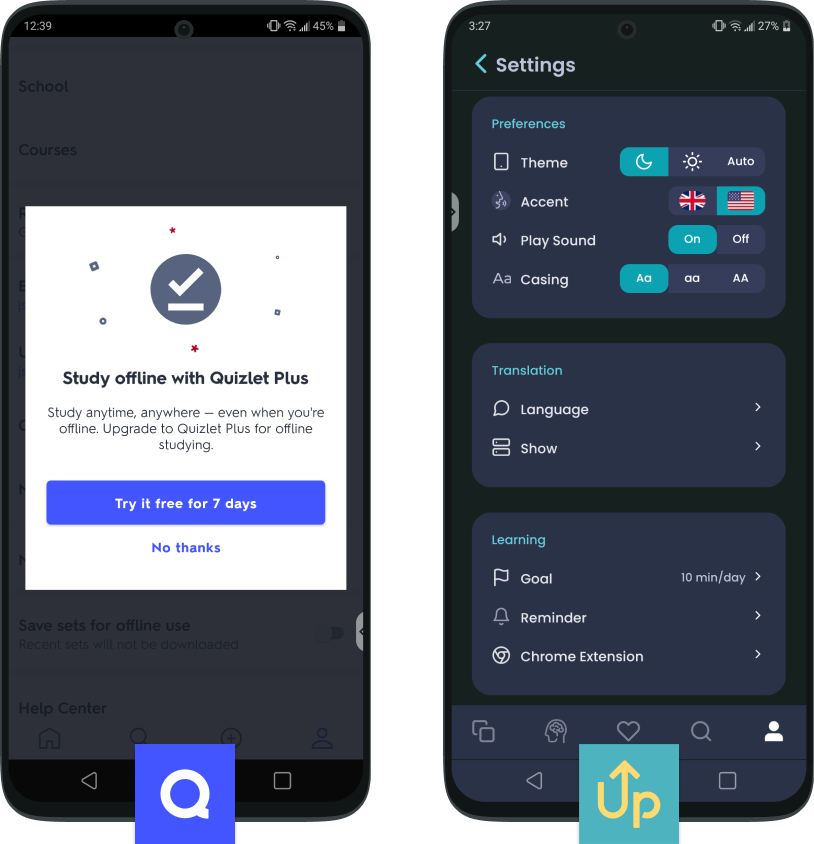 12:39
45%
School
Courses
Study offline with Quizlet Plus
Study anytime, anywhere — even when you're
offline. Upgrade to Quizlet Plus for offline
studying.
Try it free for 7 days
No thanks
Save sets for offline use
Recent sets will not be downloaded
Help Center
Q
3:27
27%
Settings
Preferences
Theme
Auto
Accent
Play Sound
On
Off
Aa
Casing
Aa
aa
AA
Translation
Language
Show
Learning
Goal
10 min/day
Reminder
Chrome Extension
Up